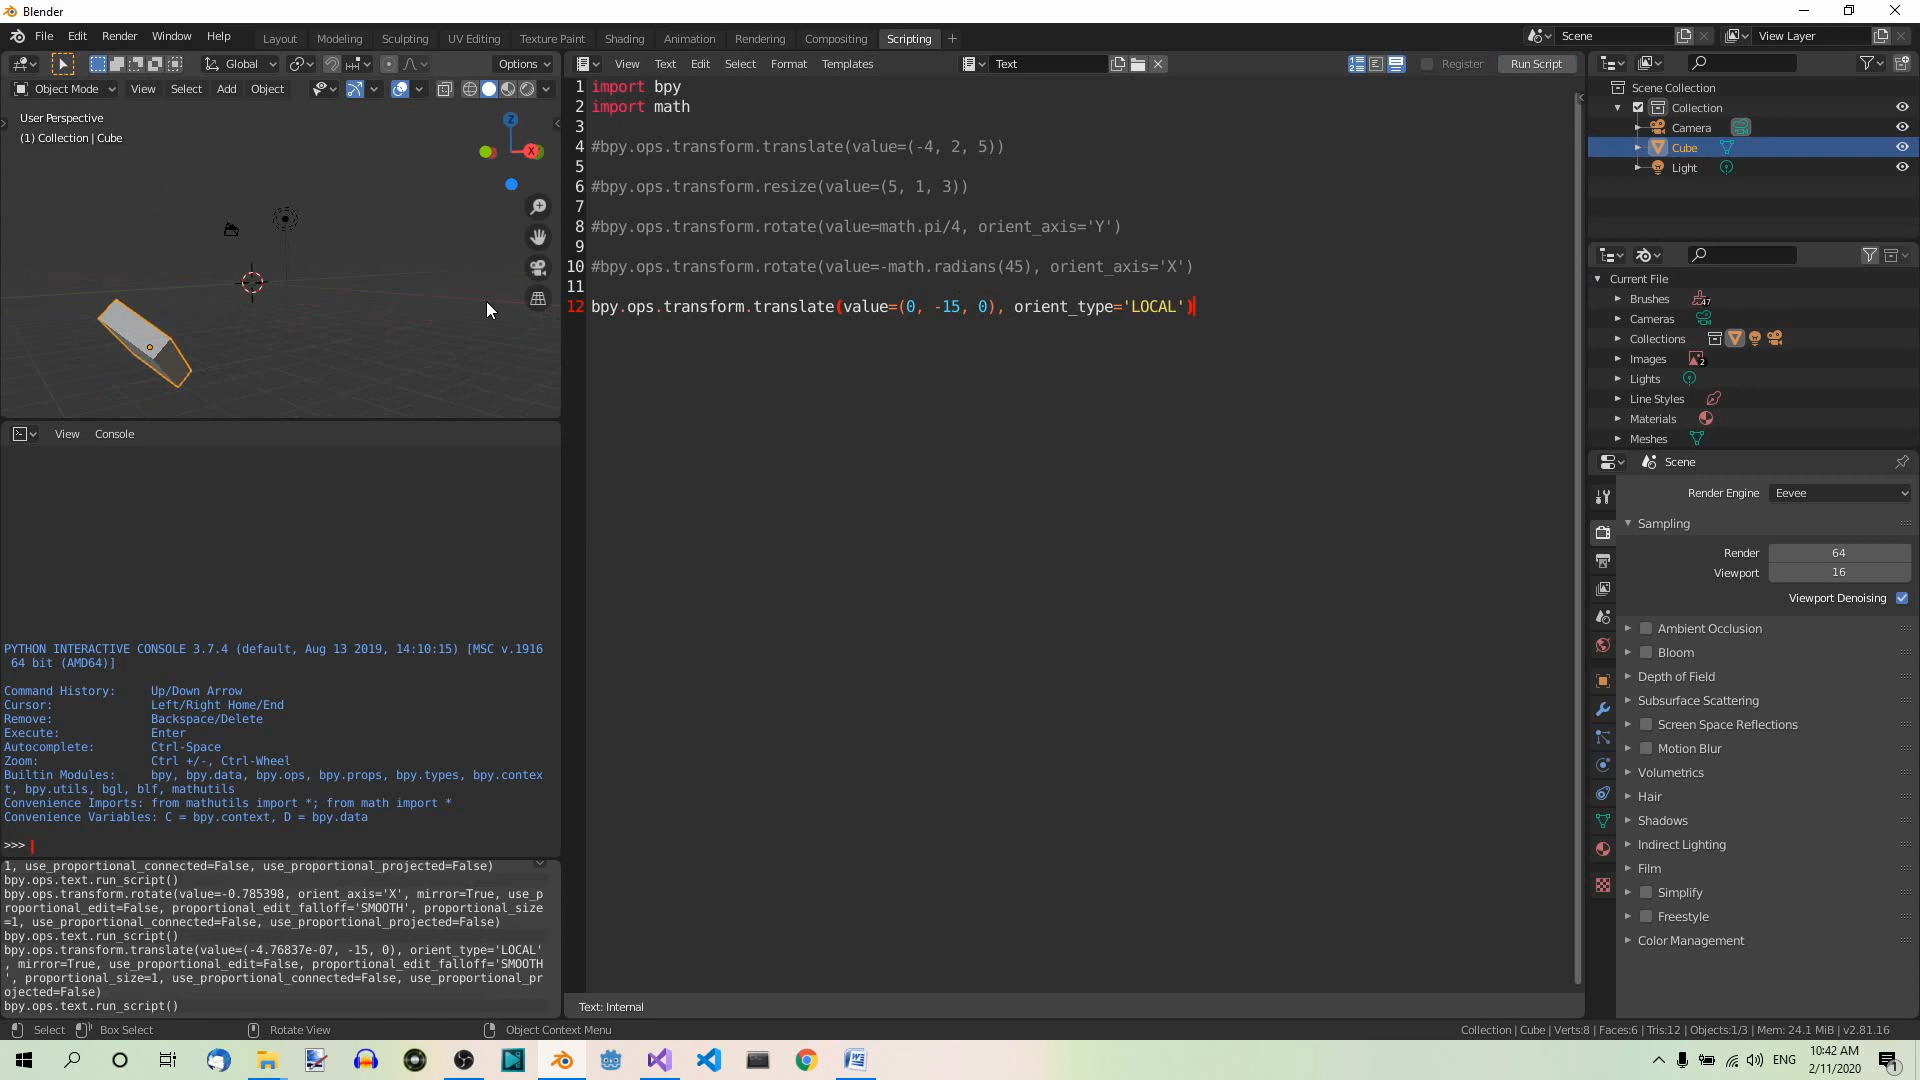 Blender
File Edit Render Window Help
Layout Modeling Sculpting UV Editing Texture Paint Shading Animation Rendering Compositing Scripting +
Scene
View Layer
Global
Options
View Text Edit Select Format Templates
Text
Register
Run Script
Object Mode View Select Add Object
User Perspective
(1) Collection | Cube
Z
X
1 import bpy
2 import math
3
4 #bpy.ops.transform.translate(value=(-4, 2, 5))
5
6 #bpy.ops.transform.resize(value=(5, 1, 3))
7
8 #bpy.ops.transform.rotate(value=math.pi/4, orient_axis='Y')
9
10 #bpy.ops.transform.rotate(value=-math.radians(45), orient_axis='X')
11
12 bpy.ops.transform.translate(value=(0, -15, 0), orient_type='LOCAL')
Text: Internal
View Console
PYTHON INTERACTIVE CONSOLE 3.7.4 (default, Aug 13 2019, 14:10:15) [MSC v.1916
64 bit (AMD64)]
Command History: Up/Down Arrow
Cursor: Left/Right Home/End
Remove: Backspace/Delete
Execute: Enter
Autocomplete: Ctrl-Space
Zoom: Ctrl +/-, Ctrl-Wheel
Builtin Modules: bpy, bpy.data, bpy.ops, bpy.props, bpy.types, bpy.contex
t, bpy.utils, bgl, blf, mathutils
Convenience Imports: from mathutils import *; from math import *
Convenience Variables: C = bpy.context, D = bpy.data
>>>
1, use_proportional_connected=False, use_proportional_projected=False)
bpy.ops.text.run_script()
bpy.ops.transform.rotate(value=-0.785398, orient_axis='X', mirror=True, use_p
roportional_edit=False, proportional_edit_falloff='SMOOTH', proportional_size
=1, use_proportional_connected=False, use_proportional_projected=False)
bpy.ops.text.run_script()
bpy.ops.transform.translate(value=(-4.76837e-07, -15, 0), orient_type='LOCAL'
, mirror=True, use_proportional_edit=False, proportional_edit_falloff='SMOOTH
', proportional_size=1, use_proportional_connected=False, use_proportional_pr
ojected=False)
bpy.ops.text.run_script()
Scene Collection
Collection
Camera
Cube
Light
Current File
Brushes 47
Cameras
Collections
Images 2
Lights
Line Styles
Materials
Meshes
Scene
Render Engine Eevee
Sampling
Render 64
Viewport 16
Viewport Denoising
Ambient Occlusion
Bloom
Depth of Field
Subsurface Scattering
Screen Space Reflections
Motion Blur
Volumetrics
Hair
Shadows
Indirect Lighting
Film
Simplify
Freestyle
Color Management
Select Box Select Rotate View Object Context Menu
Collection | Cube | Verts:8 | Faces:6 | Tris:12 | Objects:1/3 | Mem: 24.1 MiB | v2.81.16
ENG
10:42 AM
2/11/2020
1